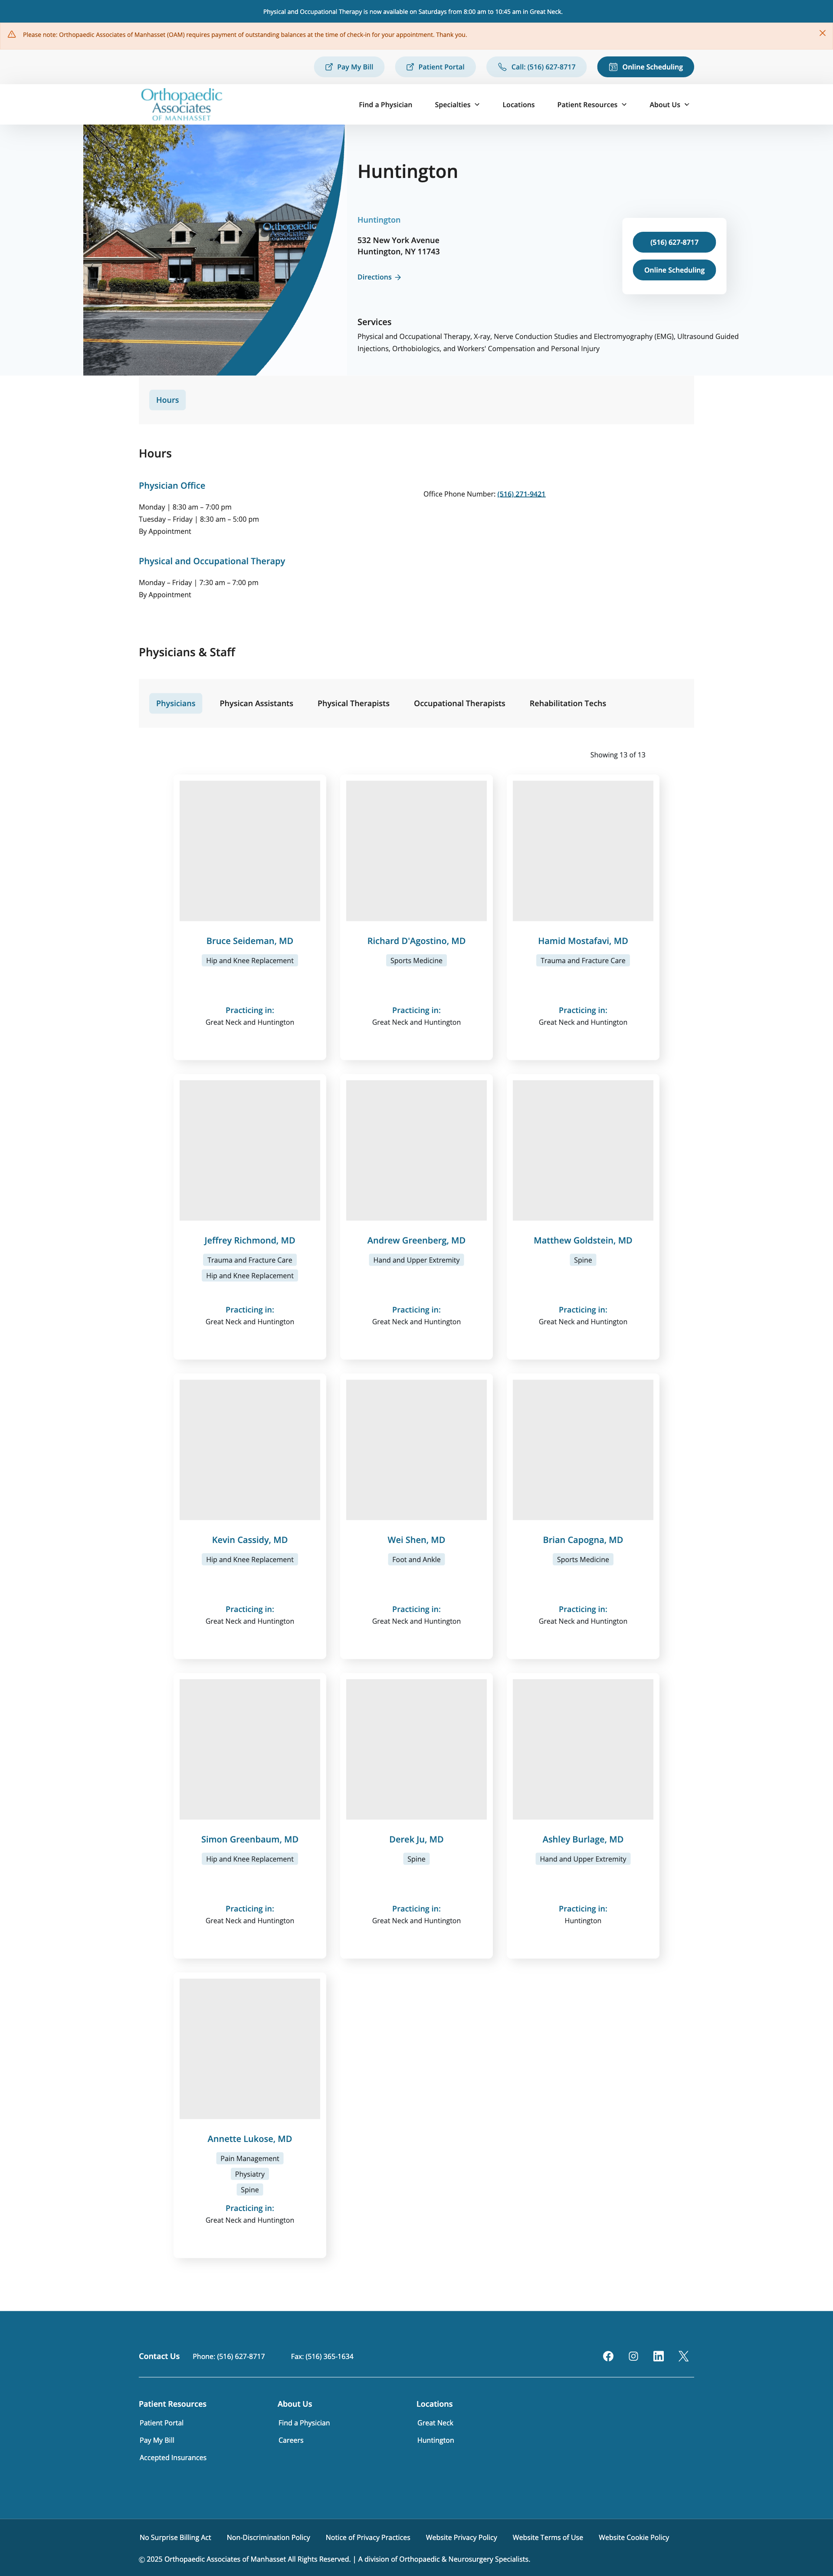 Physical and Occupational Therapy is now available on Saturdays from 8:00 am to 10:45 am in Great Neck.
Please note: Orthopaedic Associates of Manhasset (OAM) requires payment of outstanding balances at the time of check-in for your appointment. Thank you.
Pay My Bill
Patient Portal
Call: (516) 627-8717
Online Scheduling
Orthopaedic
Associates
OF MANHASSET
Find a Physician
Specialties
Locations
Patient Resources
About Us
Orthopaedic
Associates
Huntington
Huntington
532 New York Avenue
Huntington, NY 11743
Directions
(516) 627-8717
Online Scheduling
Services
Physical and Occupational Therapy, X-ray, Nerve Conduction Studies and Electromyography (EMG), Ultrasound Guided
Injections, Orthobiologics, and Workers' Compensation and Personal Injury
Hours
Hours
Physician Office
Monday | 8:30 am – 7:00 pm
Tuesday – Friday | 8:30 am – 5:00 pm
By Appointment
Office Phone Number: (516) 271-9421
Physical and Occupational Therapy
Monday – Friday | 7:30 am – 7:00 pm
By Appointment
Physicians & Staff
Physicians
Physican Assistants
Physical Therapists
Occupational Therapists
Rehabilitation Techs
Showing 13 of 13
Bruce Seideman, MD
Hip and Knee Replacement
Practicing in:
Great Neck and Huntington
Richard D'Agostino, MD
Sports Medicine
Practicing in:
Great Neck and Huntington
Hamid Mostafavi, MD
Trauma and Fracture Care
Practicing in:
Great Neck and Huntington
Jeffrey Richmond, MD
Trauma and Fracture Care
Hip and Knee Replacement
Practicing in:
Great Neck and Huntington
Andrew Greenberg, MD
Hand and Upper Extremity
Practicing in:
Great Neck and Huntington
Matthew Goldstein, MD
Spine
Practicing in:
Great Neck and Huntington
Kevin Cassidy, MD
Hip and Knee Replacement
Practicing in:
Great Neck and Huntington
Wei Shen, MD
Foot and Ankle
Practicing in:
Great Neck and Huntington
Brian Capogna, MD
Sports Medicine
Practicing in:
Great Neck and Huntington
Simon Greenbaum, MD
Hip and Knee Replacement
Practicing in:
Great Neck and Huntington
Derek Ju, MD
Spine
Practicing in:
Great Neck and Huntington
Ashley Burlage, MD
Hand and Upper Extremity
Practicing in:
Huntington
Annette Lukose, MD
Pain Management
Physiatry
Spine
Practicing in:
Great Neck and Huntington
Contact Us
Phone: (516) 627-8717
Fax: (516) 365-1634
Patient Resources
Patient Portal
Pay My Bill
Accepted Insurances
About Us
Find a Physician
Careers
Locations
Great Neck
Huntington
No Surprise Billing Act
Non-Discrimination Policy
Notice of Privacy Practices
Website Privacy Policy
Website Terms of Use
Website Cookie Policy
© 2025 Orthopaedic Associates of Manhasset All Rights Reserved. | A division of Orthopaedic & Neurosurgery Specialists.